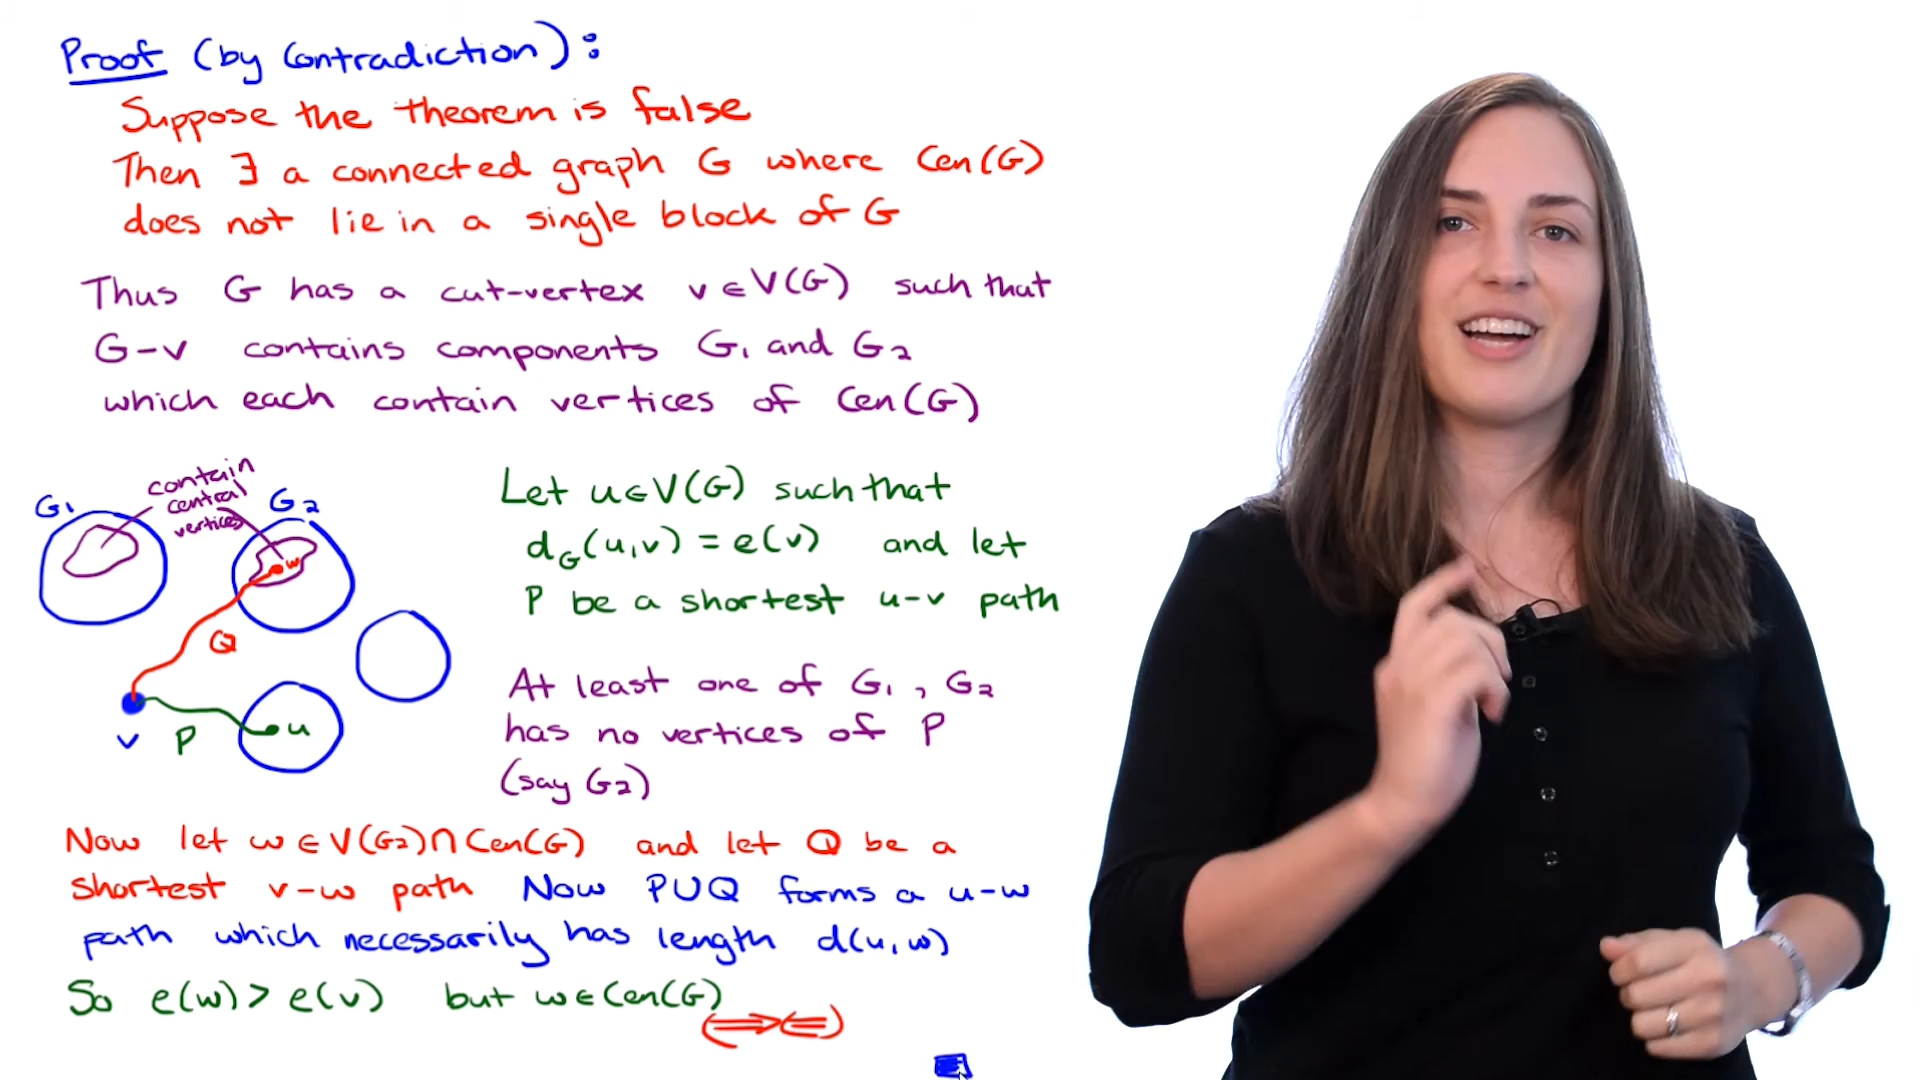 Proof (by Contradiction):
Suppose the theorem is false
Then ∃ a connected graph G where Cen(G)
does not lie in a single block of G
Thus G has a cut-vertex v∈V(G) such that
G-v contains components G₁ and G₂
which each contain vertices of Cen(G)
contain
central
vertices
G₁
G₂
w
Q
v
P
u
Let u∈V(G) such that
d_G(u,v) = e(v) and let
P be a shortest u-v path
At least one of G₁, G₂
has no vertices of P
(say G₂)
Now let w∈V(G₂)∩Cen(G) and let Q be a
shortest v-w path Now P∪Q forms a u-w
path which necessarily has length d(u,w)
So e(w)> e(v) but w∈Cen(G)
(⇒⇐)